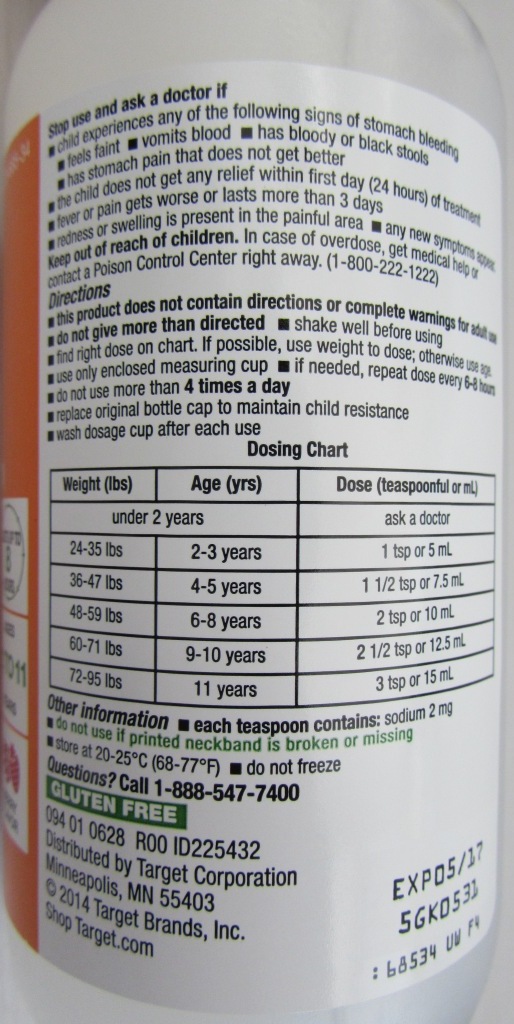 Stop use and ask a doctor if
■ child experiences any of the following signs of stomach bleeding
■ feels faint ■ vomits blood ■ has bloody or black stools
■ has stomach pain that does not get better
■ the child does not get any relief within first day (24 hours) of treatment
■ fever or pain gets worse or lasts more than 3 days
■ redness or swelling is present in the painful area ■ any new symptoms appear
Keep out of reach of children. In case of overdose, get medical help or
contact a Poison Control Center right away. (1-800-222-1222)
Directions
■ this product does not contain directions or complete warnings for adult use
■ do not give more than directed ■ shake well before using
■ find right dose on chart. If possible, use weight to dose; otherwise use age.
■ use only enclosed measuring cup ■ if needed, repeat dose every 6-8 hours
■ do not use more than 4 times a day
■ replace original bottle cap to maintain child resistance
■ wash dosage cup after each use
Dosing Chart
Weight (lbs) Age (yrs) Dose (teaspoonful or mL)
under 2 years ask a doctor
24-35 lbs 2-3 years 1 tsp or 5 mL
36-47 lbs 4-5 years 1 1/2 tsp or 7.5 mL
48-59 lbs 6-8 years 2 tsp or 10 mL
60-71 lbs 9-10 years 2 1/2 tsp or 12.5 mL
72-95 lbs 11 years 3 tsp or 15 mL
Other information ■ each teaspoon contains: sodium 2 mg
■ do not use if printed neckband is broken or missing
■ store at 20-25°C (68-77°F) ■ do not freeze
Questions? Call 1-888-547-7400
GLUTEN FREE
094 01 0628 R00 ID225432
Distributed by Target Corporation
Minneapolis, MN 55403
© 2014 Target Brands, Inc.
Shop Target.com
EXP05/17
5GK0531
: 68534 UW F4
8
TO 11